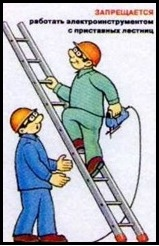 ЗАПРЕЩАЕТСЯ
работать электроинструментом
с приставных лестниц